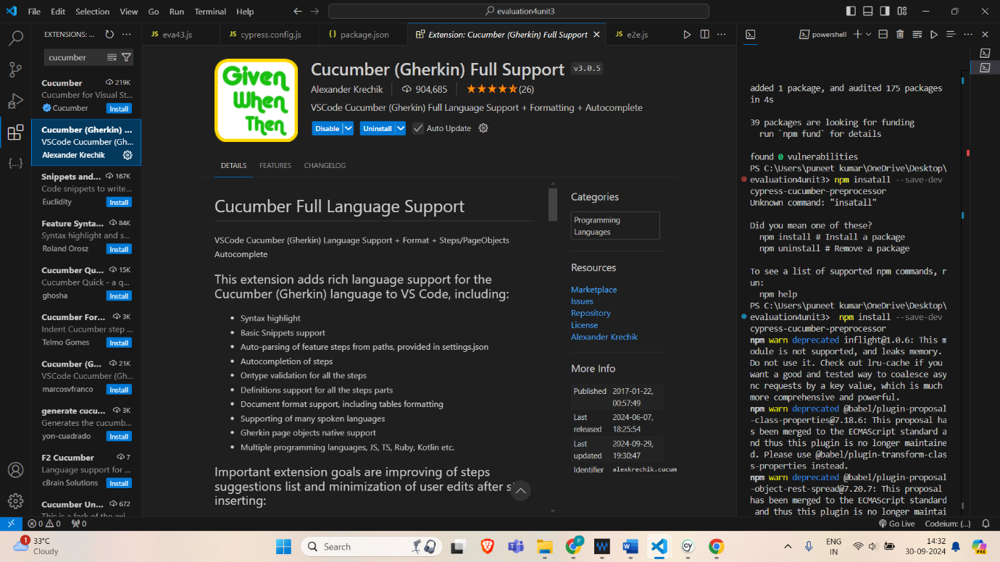 File Edit Selection View Go Run Terminal Help
evaluation4unit3
EXTENSIONS: ...
cucumber
Cucumber 219K
Cucumber for Visual St...
Cucumber Install
Cucumber (Gherkin) ...
VSCode Cucumber (Gh...
Alexander Krechik
Snippets and... 167K
Code snippets to write...
Euclidity Install
Feature Synta... 84K
Syntax highlight and s...
Roland Orosz Install
Cucumber Qu... 15K
Cucumber Quick - a q...
ghosha Install
Cucumber For... 3K
Indent Cucumber step ...
Telmo Gomes Install
Cucumber (G... 21K
VSCode Cucumber (Gh...
marcosvfranco Install
generate cucu... 3K
Generates the cucumb...
yon-cuadrado Install
F2 Cucumber 7
Language support for ...
cBrain Solutions Install
Cucumber Un... 672
This is a fork of the exi...
JS eva43.js JS cypress.config.js {} package.json Extension: Cucumber (Gherkin) Full Support JS e2e.js
Given
When
Then
Cucumber (Gherkin) Full Support v3.0.5
Alexander Krechik 904,685 (26)
VSCode Cucumber (Gherkin) Full Language Support + Formatting + Autocomplete
Disable Uninstall Auto Update
DETAILS FEATURES CHANGELOG
Cucumber Full Language Support
VSCode Cucumber (Gherkin) Language Support + Format + Steps/PageObjects
Autocomplete
This extension adds rich language support for the
Cucumber (Gherkin) language to VS Code, including:
• Syntax highlight
• Basic Snippets support
• Auto-parsing of feature steps from paths, provided in settings.json
• Autocompletion of steps
• Ontype validation for all the steps
• Definitions support for all the steps parts
• Document format support, including tables formatting
• Supporting of many spoken languages
• Gherkin page objects native support
• Multiple programming languages, JS, TS, Ruby, Kotlin etc.
Important extension goals are improving of steps
suggestions list and minimization of user edits after s
inserting:
Categories
Programming
Languages
Resources
Marketplace
Issues
Repository
License
Alexander Krechik
More Info
Published 2017-01-22,
00:57:49
Last 2024-06-07,
released 18:25:54
Last 2024-09-29,
updated 19:30:47
Identifier alexkrechik.cucum
powershell
added 1 package, and audited 175 packages
in 4s
39 packages are looking for funding
run `npm fund` for details
found 0 vulnerabilities
PS C:\Users\puneet kumar\OneDrive\Desktop\
evaluation4unit3> npm insatall --save-dev
cypress-cucumber-preprocessor
Unknown command: "insatall"
Did you mean one of these?
npm install # Install a package
npm uninstall # Remove a package
To see a list of supported npm commands, r
un:
npm help
PS C:\Users\puneet kumar\OneDrive\Desktop\
evaluation4unit3> npm install --save-dev
cypress-cucumber-preprocessor
npm warn deprecated inflight@1.0.6: This m
odule is not supported, and leaks memory.
Do not use it. Check out lru-cache if you
want a good and tested way to coalesce asy
nc requests by a key value, which is much
more comprehensive and powerful.
npm warn deprecated @babel/plugin-proposal
-class-properties@7.18.6: This proposal ha
s been merged to the ECMAScript standard a
nd thus this plugin is no longer maintaine
d. Please use @babel/plugin-transform-clas
s-properties instead.
npm warn deprecated @babel/plugin-proposal
-object-rest-spread@7.20.7: This proposal
has been merged to the ECMAScript standard
and thus this plugin is no longer maintai
0 0 0 Go Live Codeium: {...}
1 33°C
Cloudy
Search
P
W
cy
ENG
IN
14:32
30-09-2024
PRE